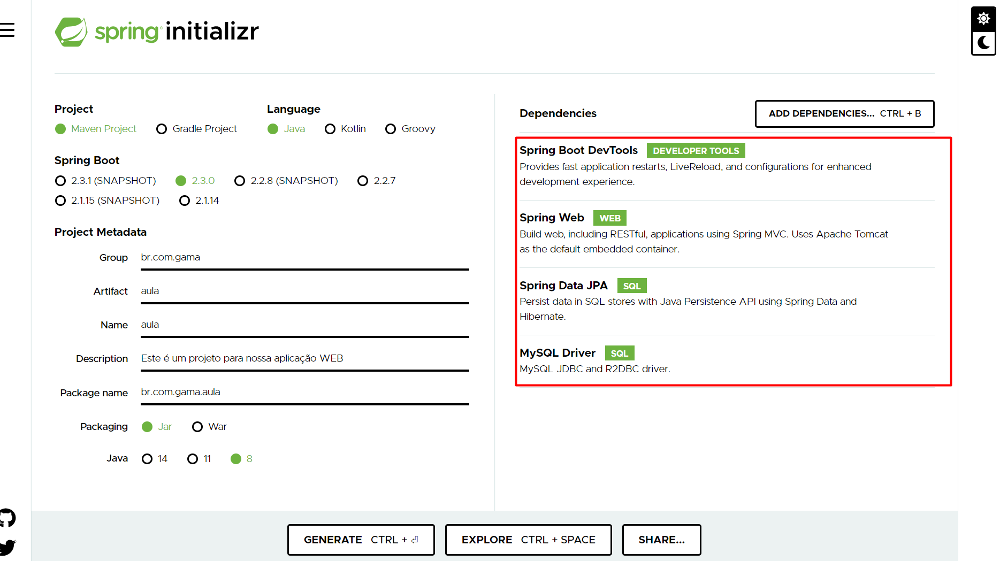 spring initializr
Project
Maven Project
Gradle Project
Language
Java
Kotlin
Groovy
Spring Boot
2.3.1 (SNAPSHOT)
2.3.0
2.2.8 (SNAPSHOT)
2.2.7
2.1.15 (SNAPSHOT)
2.1.14
Project Metadata
Group br.com.gama
Artifact aula
Name aula
Description Este é um projeto para nossa aplicação WEB
Package name br.com.gama.aula
Packaging Jar War
Java 14 11 8
Dependencies
ADD DEPENDENCIES... CTRL + B
Spring Boot DevTools DEVELOPER TOOLS
Provides fast application restarts, LiveReload, and configurations for enhanced
development experience.
Spring Web WEB
Build web, including RESTful, applications using Spring MVC. Uses Apache Tomcat
as the default embedded container.
Spring Data JPA SQL
Persist data in SQL stores with Java Persistence API using Spring Data and
Hibernate.
MySQL Driver SQL
MySQL JDBC and R2DBC driver.
GENERATE CTRL + ⏎
EXPLORE CTRL + SPACE
SHARE...